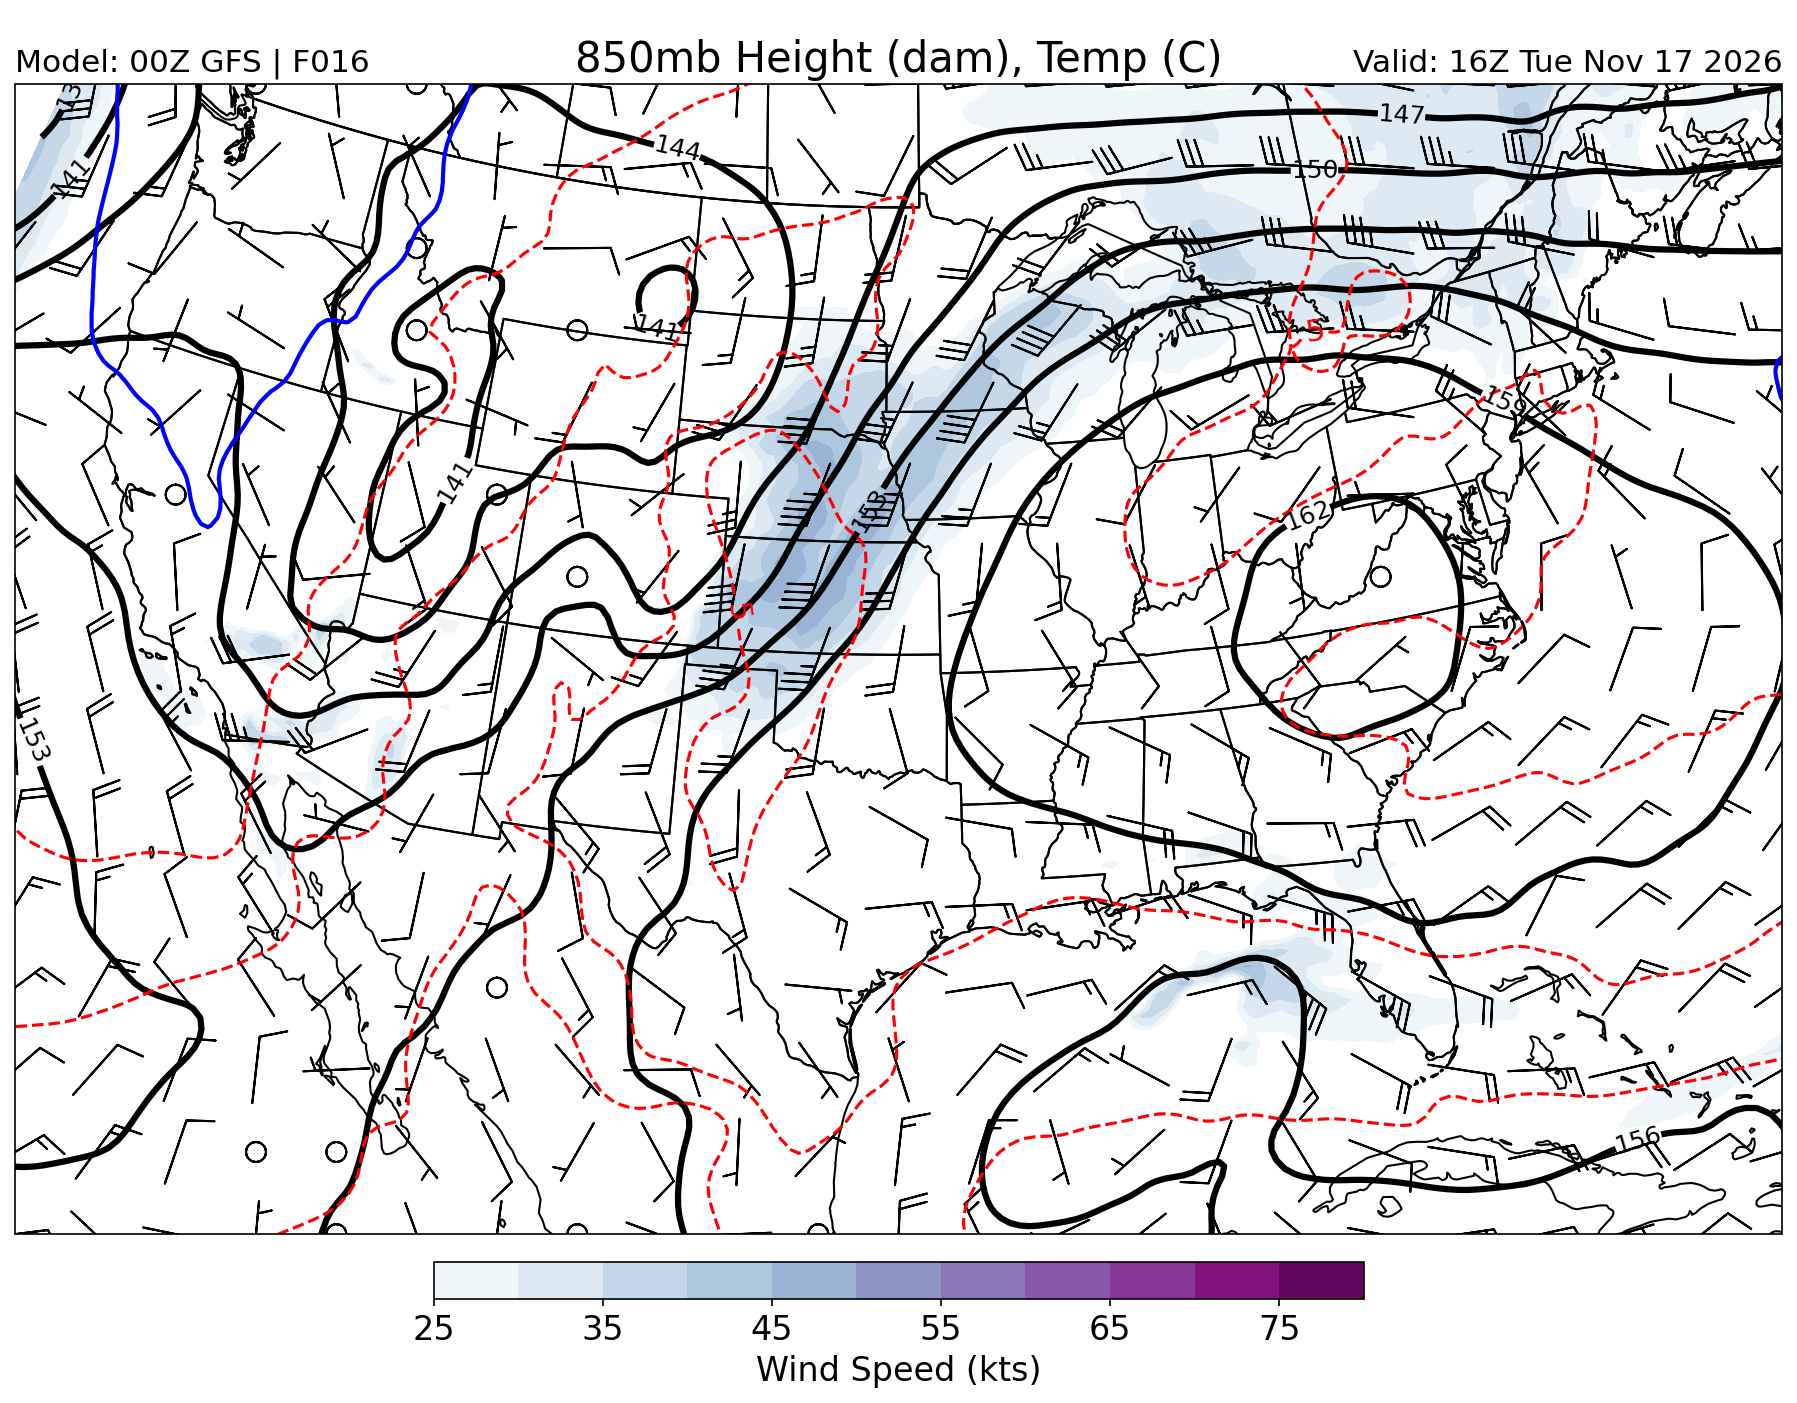 850mb Height (dam), Temp (C)
Model: 00Z GFS | F016
Valid: 16Z Tue Nov 17 2026
147
144
150
141
141
5
159
141
153
162
153
156
25 35 45 55 65 75
Wind Speed (kts)